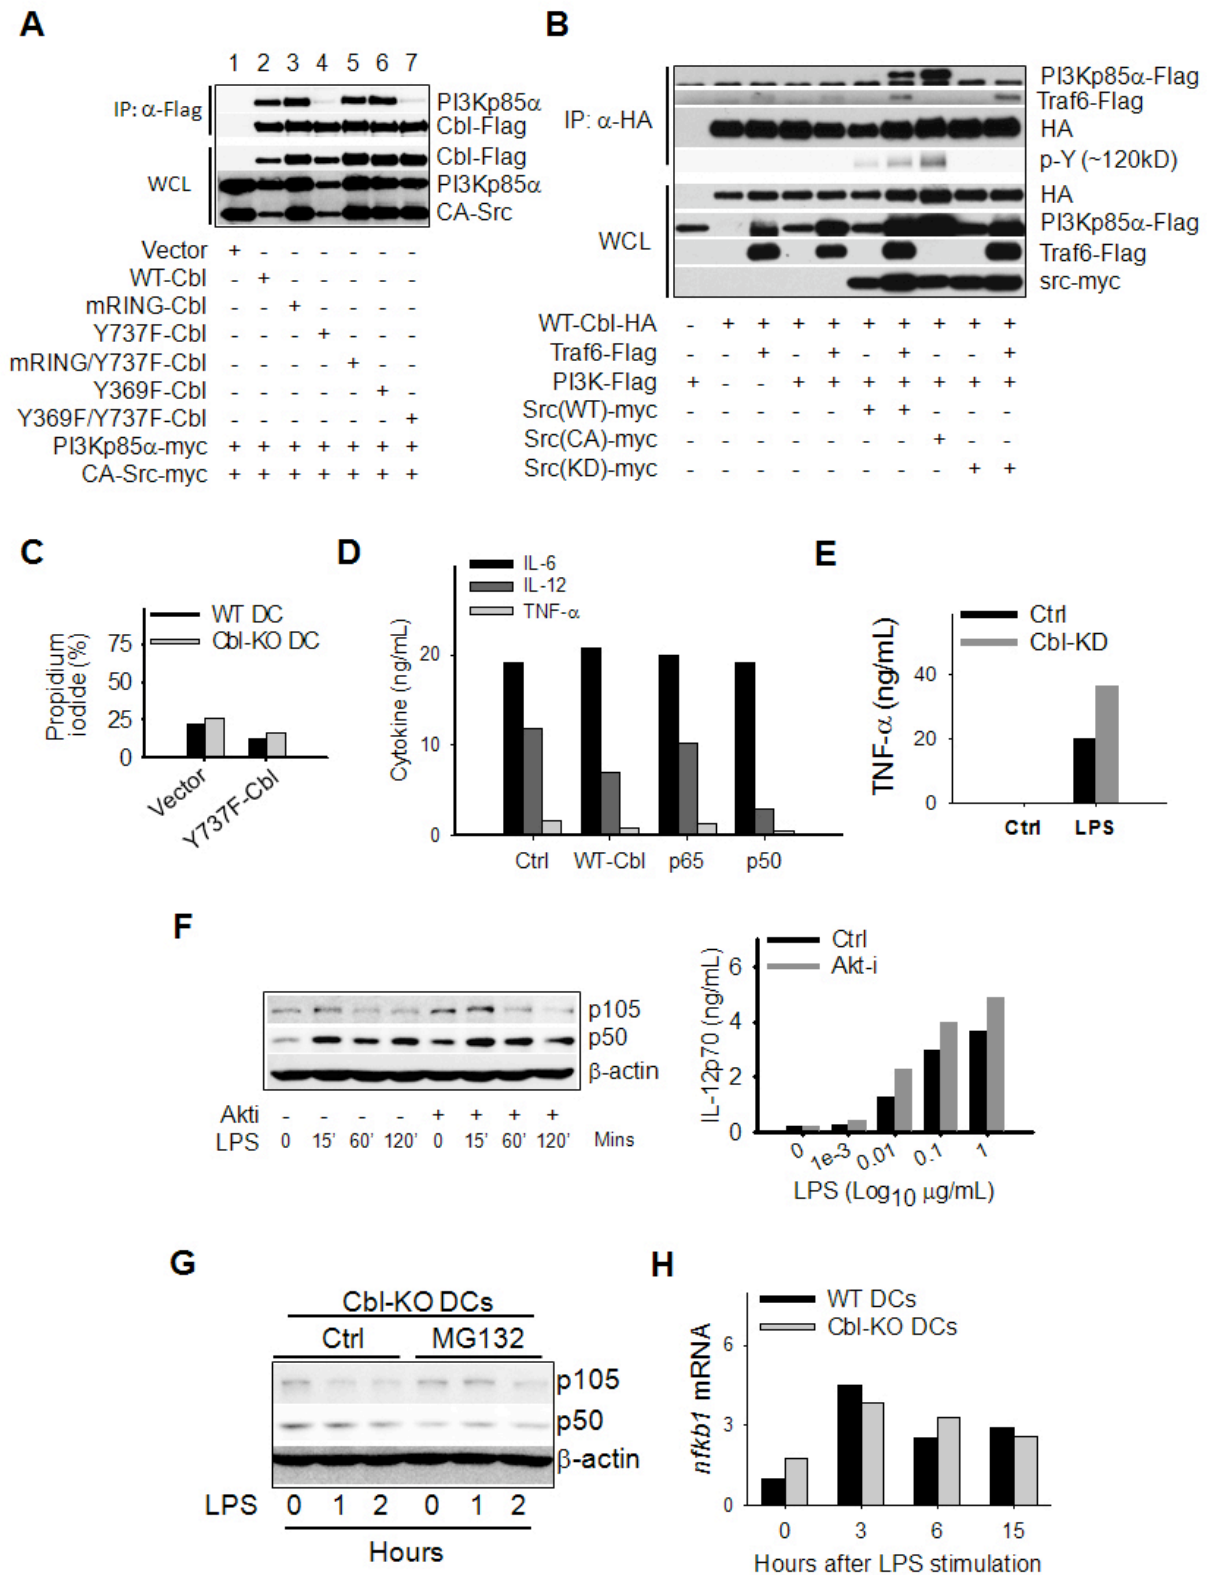 A
1 2 3 4 5 6 7
IP: α-Flag
PI3Kp85α
Cbl-Flag
WCL
Cbl-Flag
PI3Kp85α
CA-Src
Vector + - - - - - -
WT-Cbl - + - - - - -
mRING-Cbl - - + - - - -
Y737F-Cbl - - - + - - -
mRING/Y737F-Cbl - - - - + - -
Y369F-Cbl - - - - - + -
Y369F/Y737F-Cbl - - - - - - +
PI3Kp85α-myc + + + + + + +
CA-Src-myc + + + + + + +
B
IP: α-HA
PI3Kp85α-Flag
Traf6-Flag
HA
p-Y (~120kD)
WCL
HA
PI3Kp85α-Flag
Traf6-Flag
src-myc
WT-Cbl-HA - + + + + + + + + +
Traf6-Flag - - + - + - + - - +
PI3K-Flag + - - + + + + + + +
Src(WT)-myc - - - - - + + - - -
Src(CA)-myc - - - - - - - + - -
Src(KD)-myc - - - - - - - - + +
C
WT DC
Cbl-KO DC
Propidium
iodide (%)
75
50
25
0
Vector
Y737F-Cbl
D
IL-6
IL-12
TNF-α
Cytokine (ng/mL)
20
10
0
Ctrl WT-Cbl p65 p50
E
Ctrl
Cbl-KD
TNF-α (ng/mL)
40
20
0
Ctrl LPS
F
p105
p50
β-actin
Akti - - - - + + + +
LPS 0 15' 60' 120' 0 15' 60' 120' Mins
Ctrl
Akt-i
IL-12p70 (ng/mL)
6
4
2
0
0 1e-3 0.01 0.1 1
LPS (Log10 μg/mL)
G
Cbl-KO DCs
Ctrl MG132
p105
p50
β-actin
LPS 0 1 2 0 1 2
Hours
H
WT DCs
Cbl-KO DCs
nfkb1 mRNA
6
3
0
0 3 6 15
Hours after LPS stimulation